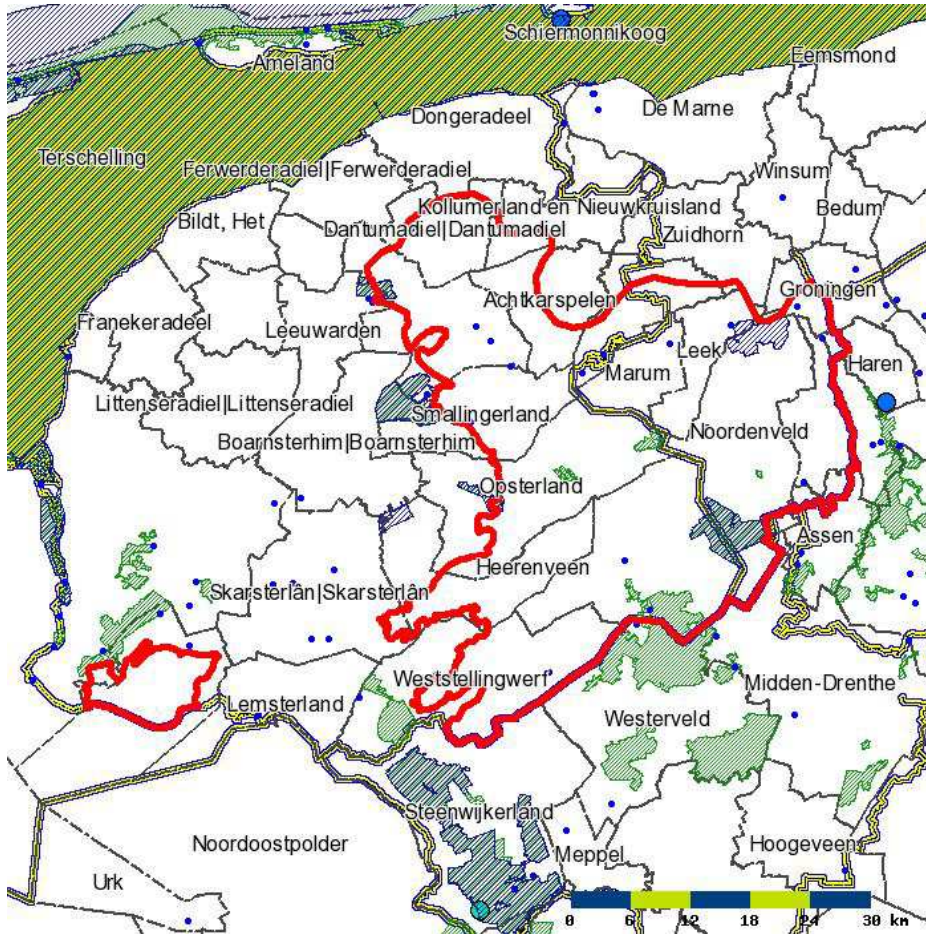 Schiermonnikoog
Eemsmond
Ameland
De Marne
Dongeradeel
Terschelling
Ferwerderadiel|Ferwerderadiel
Winsum
Kollumerland en Nieuwkruisland
Bedum
Bildt, Het
Dantumadiel|Dantumadiel
Zuidhorn
Achtkarspelen
Groningen
Franekeradeel
Leeuwarden
Leek
Haren
Marum
Littenseradiel|Littenseradiel
Smallingerland
Noordenveld
Boarnsterhim|Boarnsterhim
Opsterland
Assen
Heerenveen
Skarsterlân|Skarsterlân
Weststellingwerf
Midden-Drenthe
Lemsterland
Westerveld
Steenwijkerland
Noordoostpolder
Meppel
Hoogeveen
Urk
0 6 12 18 24 30 km